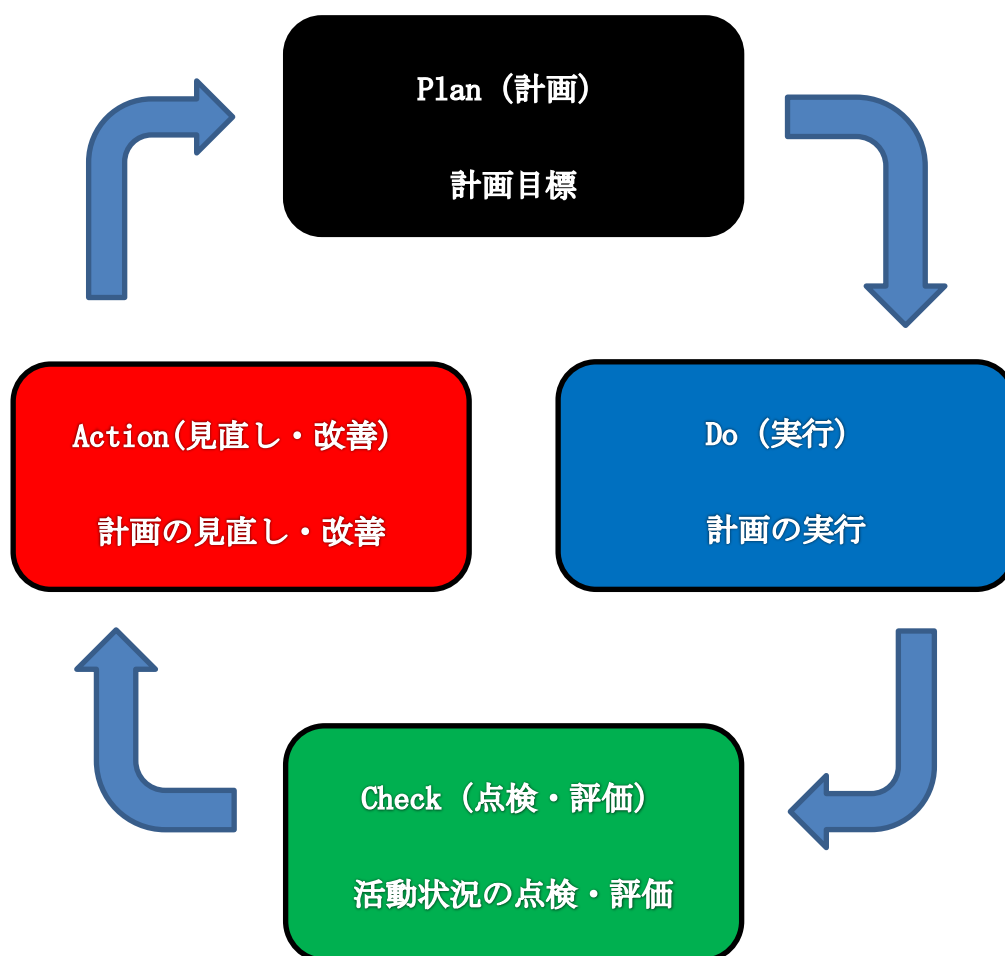 Plan (計画)
計画目標
Do (実行)
計画の実行
Check (点検・評価)
活動状況の点検・評価
Action(見直し・改善)
計画の見直し・改善